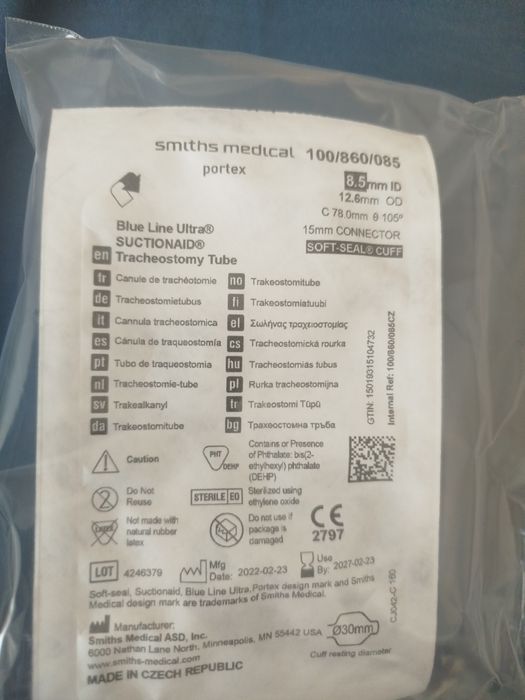 smiths medical 100/860/085
portex
8.5mm ID
12.6mm OD
C 78.0mm θ 105°
15mm CONNECTOR
SOFT-SEAL® CUFF
Blue Line Ultra®
SUCTIONAID®
en Tracheostomy Tube
fr Canule de trachéotomie
de Tracheostomietubus
it Cannula tracheostomica
es Cánula de traqueostomía
pt Tubo de traqueostomia
nl Tracheostomie-tube
sv Trakealkanyl
da Trakeostomitube
no Trakeostomitube
fi Trakeostomiatuubi
el Σωλήνας τραχειοστομίας
cs Tracheostomická rourka
hu Tracheostomiás tubus
pl Rurka tracheostomijna
tr Trakeostomi Tüpü
bg Трахеостомна тръба
GTIN: 15019315104732
Internal Ref: 100/860/085CZ
Caution
PHT
DEHP
Contains or Presence
of Phthalate: bis(2-
ethylhexyl) phthalate
(DEHP)
2
Do Not
Reuse
STERILE EO
Sterilized using
ethylene oxide
Not made with
natural rubber
latex
Do not use if
package is
damaged
CE
2797
LOT 4246379
Mfg
Date: 2022-02-23
Use
By: 2027-02-23
Soft-seal, Suctionaid, Blue Line Ultra, Portex design mark and Smiths
Medical design mark are trademarks of Smiths Medical.
Manufacturer:
Smiths Medical ASD, Inc.
6000 Nathan Lane North, Minneapolis, MN 55442 USA
www.smiths-medical.com
MADE IN CZECH REPUBLIC
Ø30mm
Cuff resting diameter